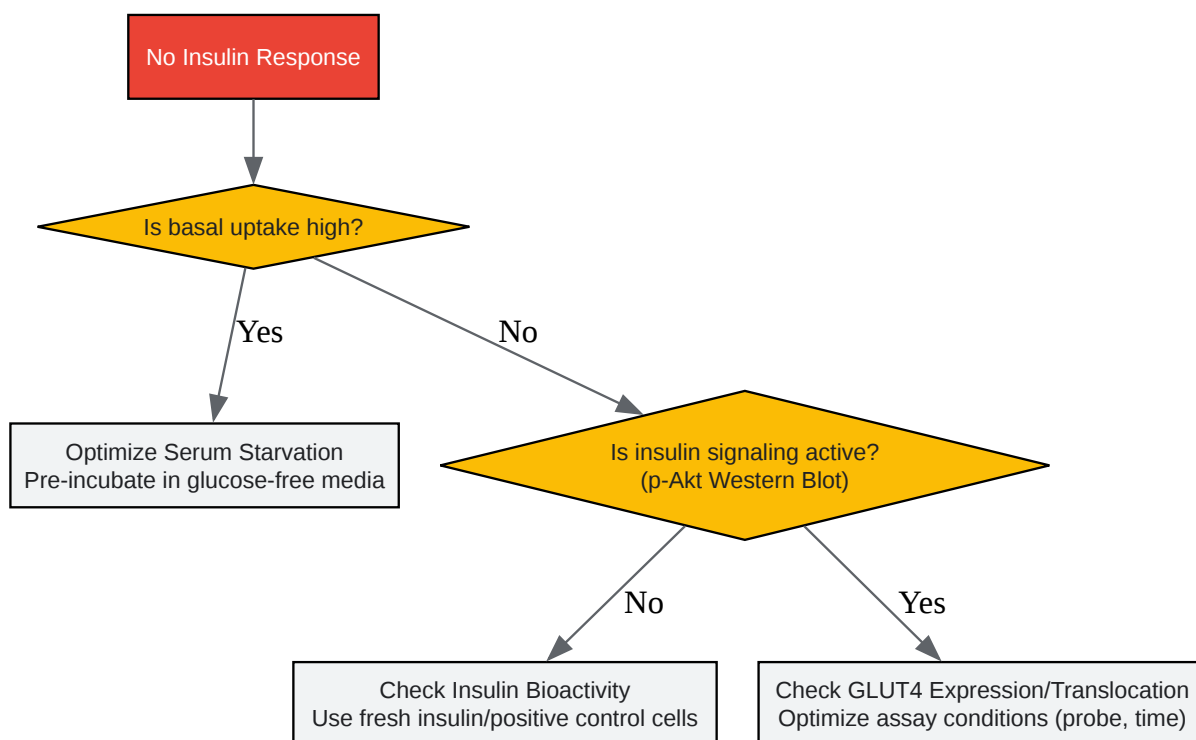 No Insulin Response
Is basal uptake high?
Yes
No
Optimize Serum Starvation
Pre-incubate in glucose-free media
Is insulin signaling active?
(p-Akt Western Blot)
No
Yes
Check Insulin Bioactivity
Use fresh insulin/positive control cells
Check GLUT4 Expression/Translocation
Optimize assay conditions (probe, time)